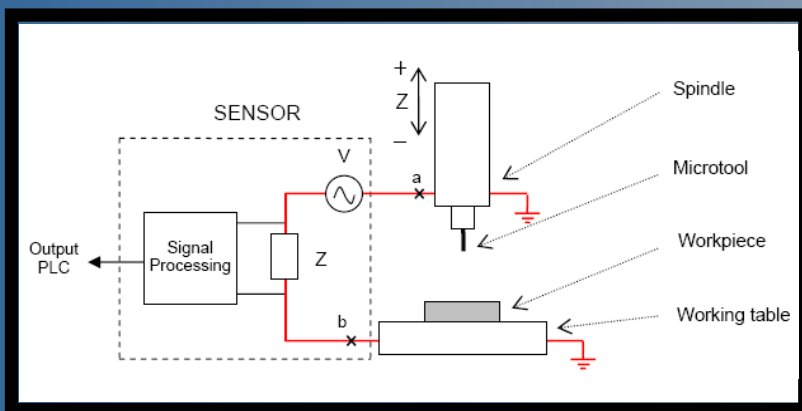 +
Z
–
Spindle
SENSOR
V
a
Microtool
Output
PLC
Signal
Processing
Z
Workpiece
b
Working table